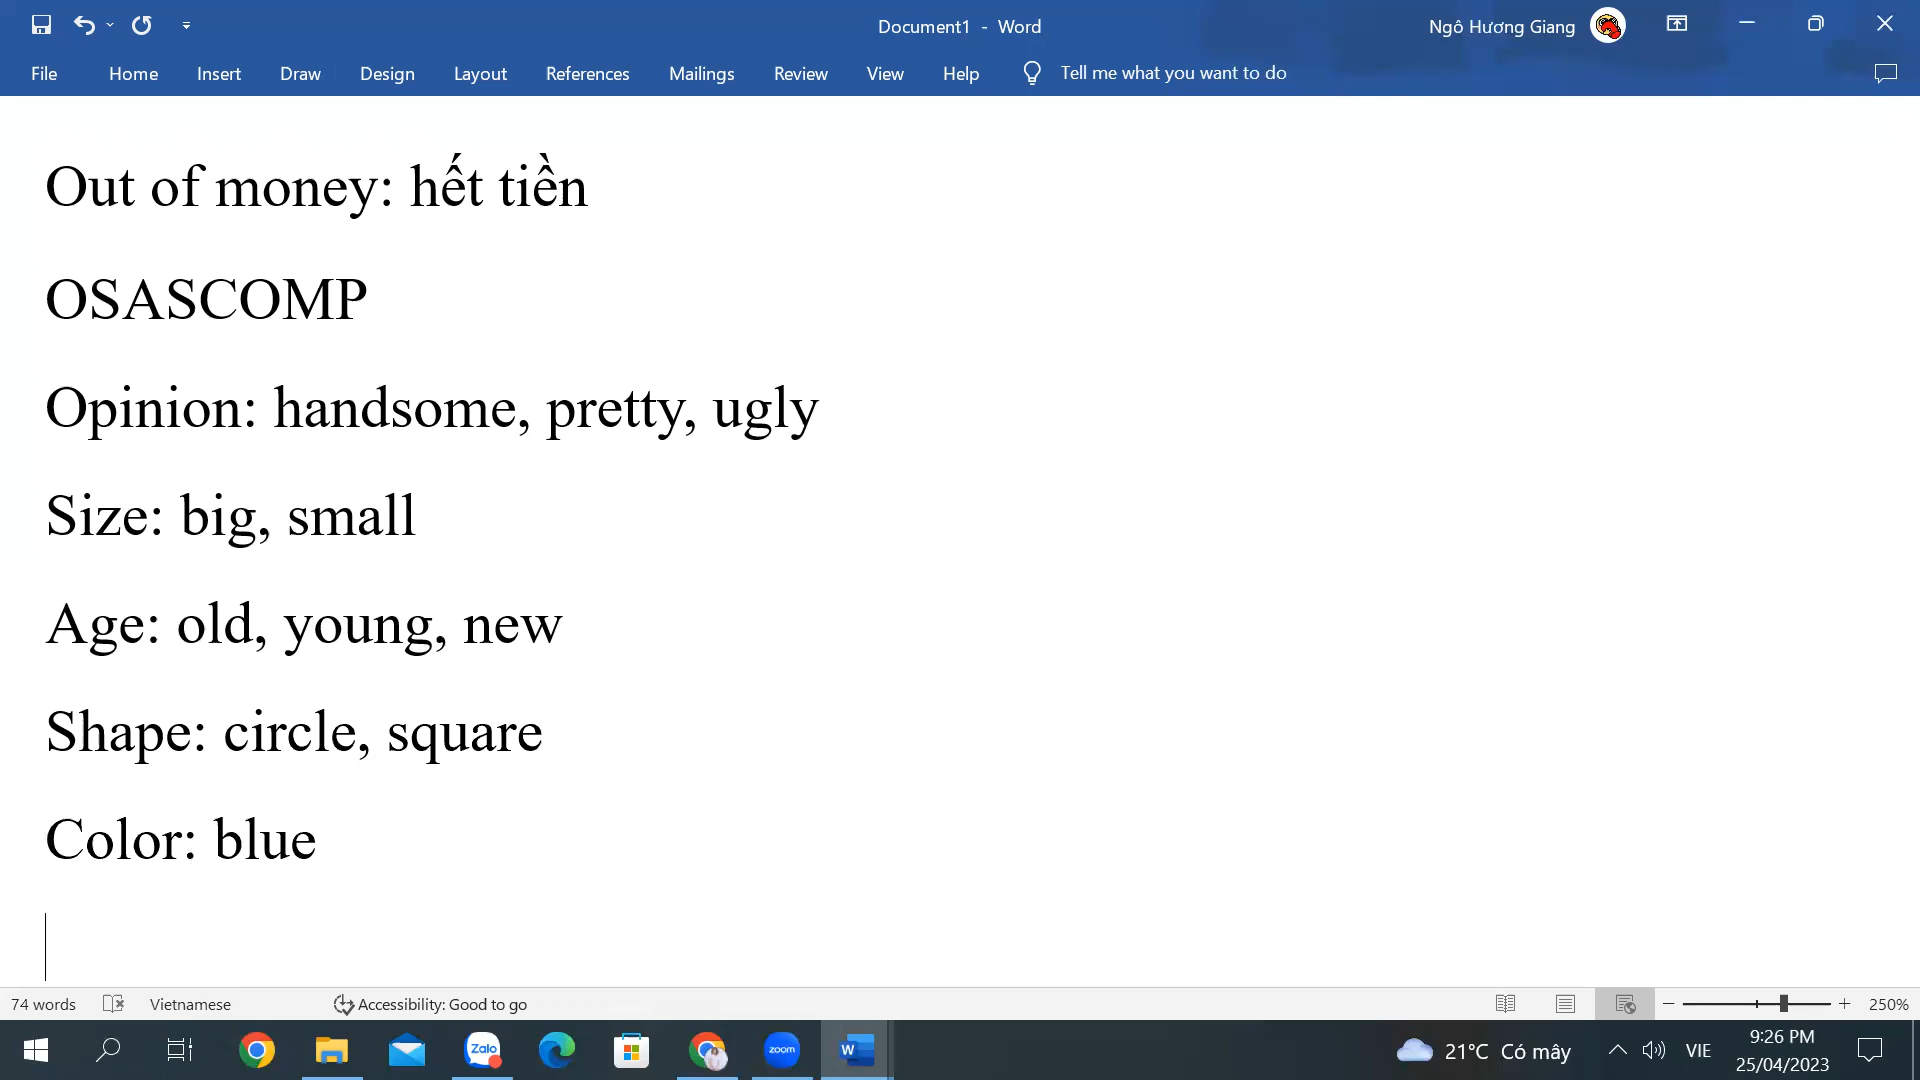 Document1 - Word
Ngô Hương Giang
File Home Insert Draw Design Layout References Mailings Review View Help Tell me what you want to do
Out of money: hết tiền
OSASCOMP
Opinion: handsome, pretty, ugly
Size: big, small
Age: old, young, new
Shape: circle, square
Color: blue
74 words Vietnamese Accessibility: Good to go 250%
Zalo zoom W 21°C Có mây VIE 9:26 PM
25/04/2023